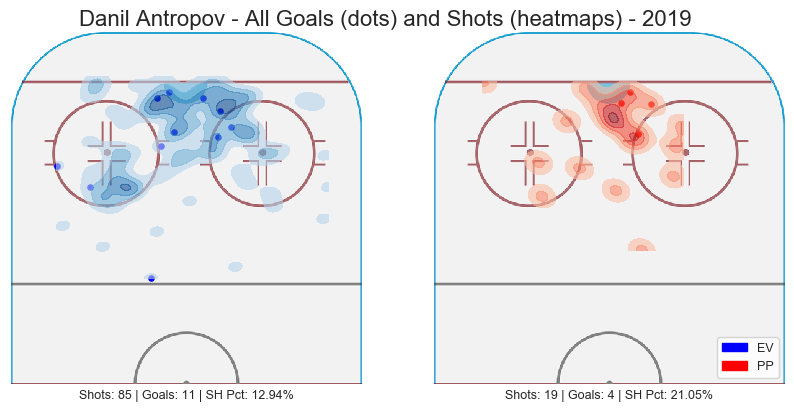 Danil Antropov - All Goals (dots) and Shots (heatmaps) - 2019
EV
PP
Shots: 85 | Goals: 11 | SH Pct: 12.94%
Shots: 19 | Goals: 4 | SH Pct: 21.05%